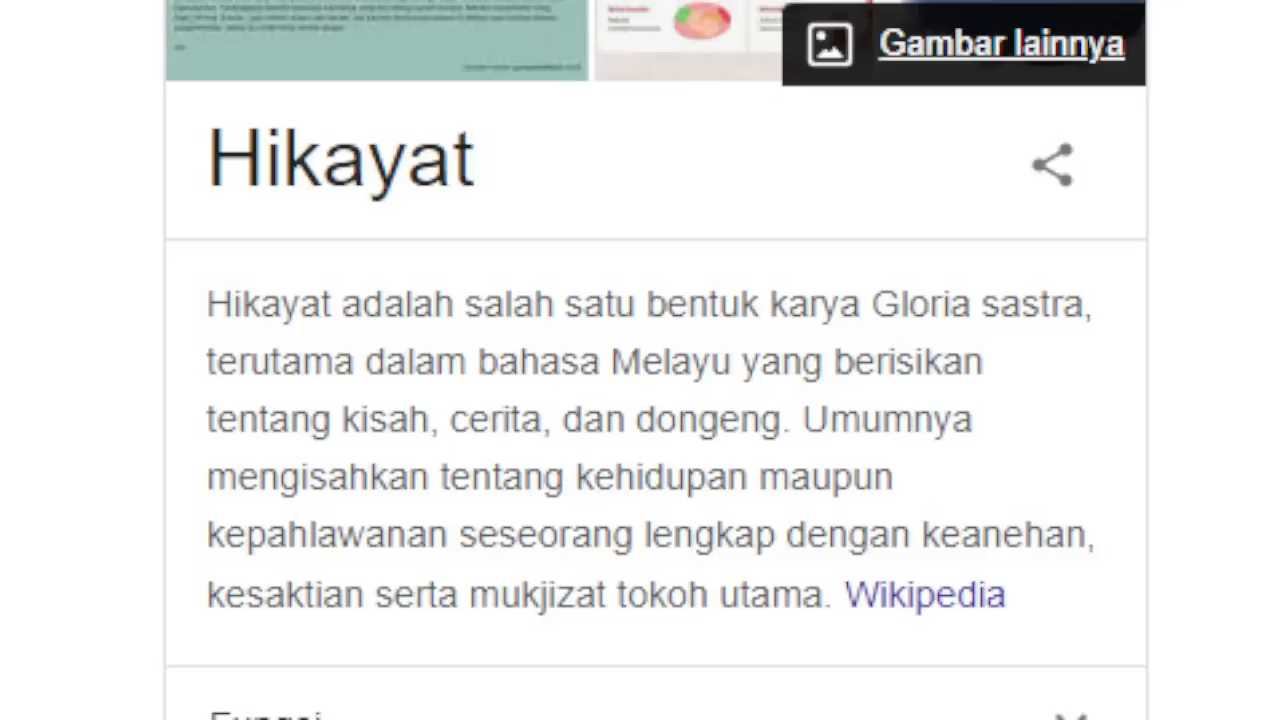 Gambar lainnya
Hikayat
Hikayat adalah salah satu bentuk karya Gloria sastra,
terutama dalam bahasa Melayu yang berisikan
tentang kisah, cerita, dan dongeng. Umumnya
mengisahkan tentang kehidupan maupun
kepahlawanan seseorang lengkap dengan keanehan,
kesaktian serta mukjizat tokoh utama. Wikipedia